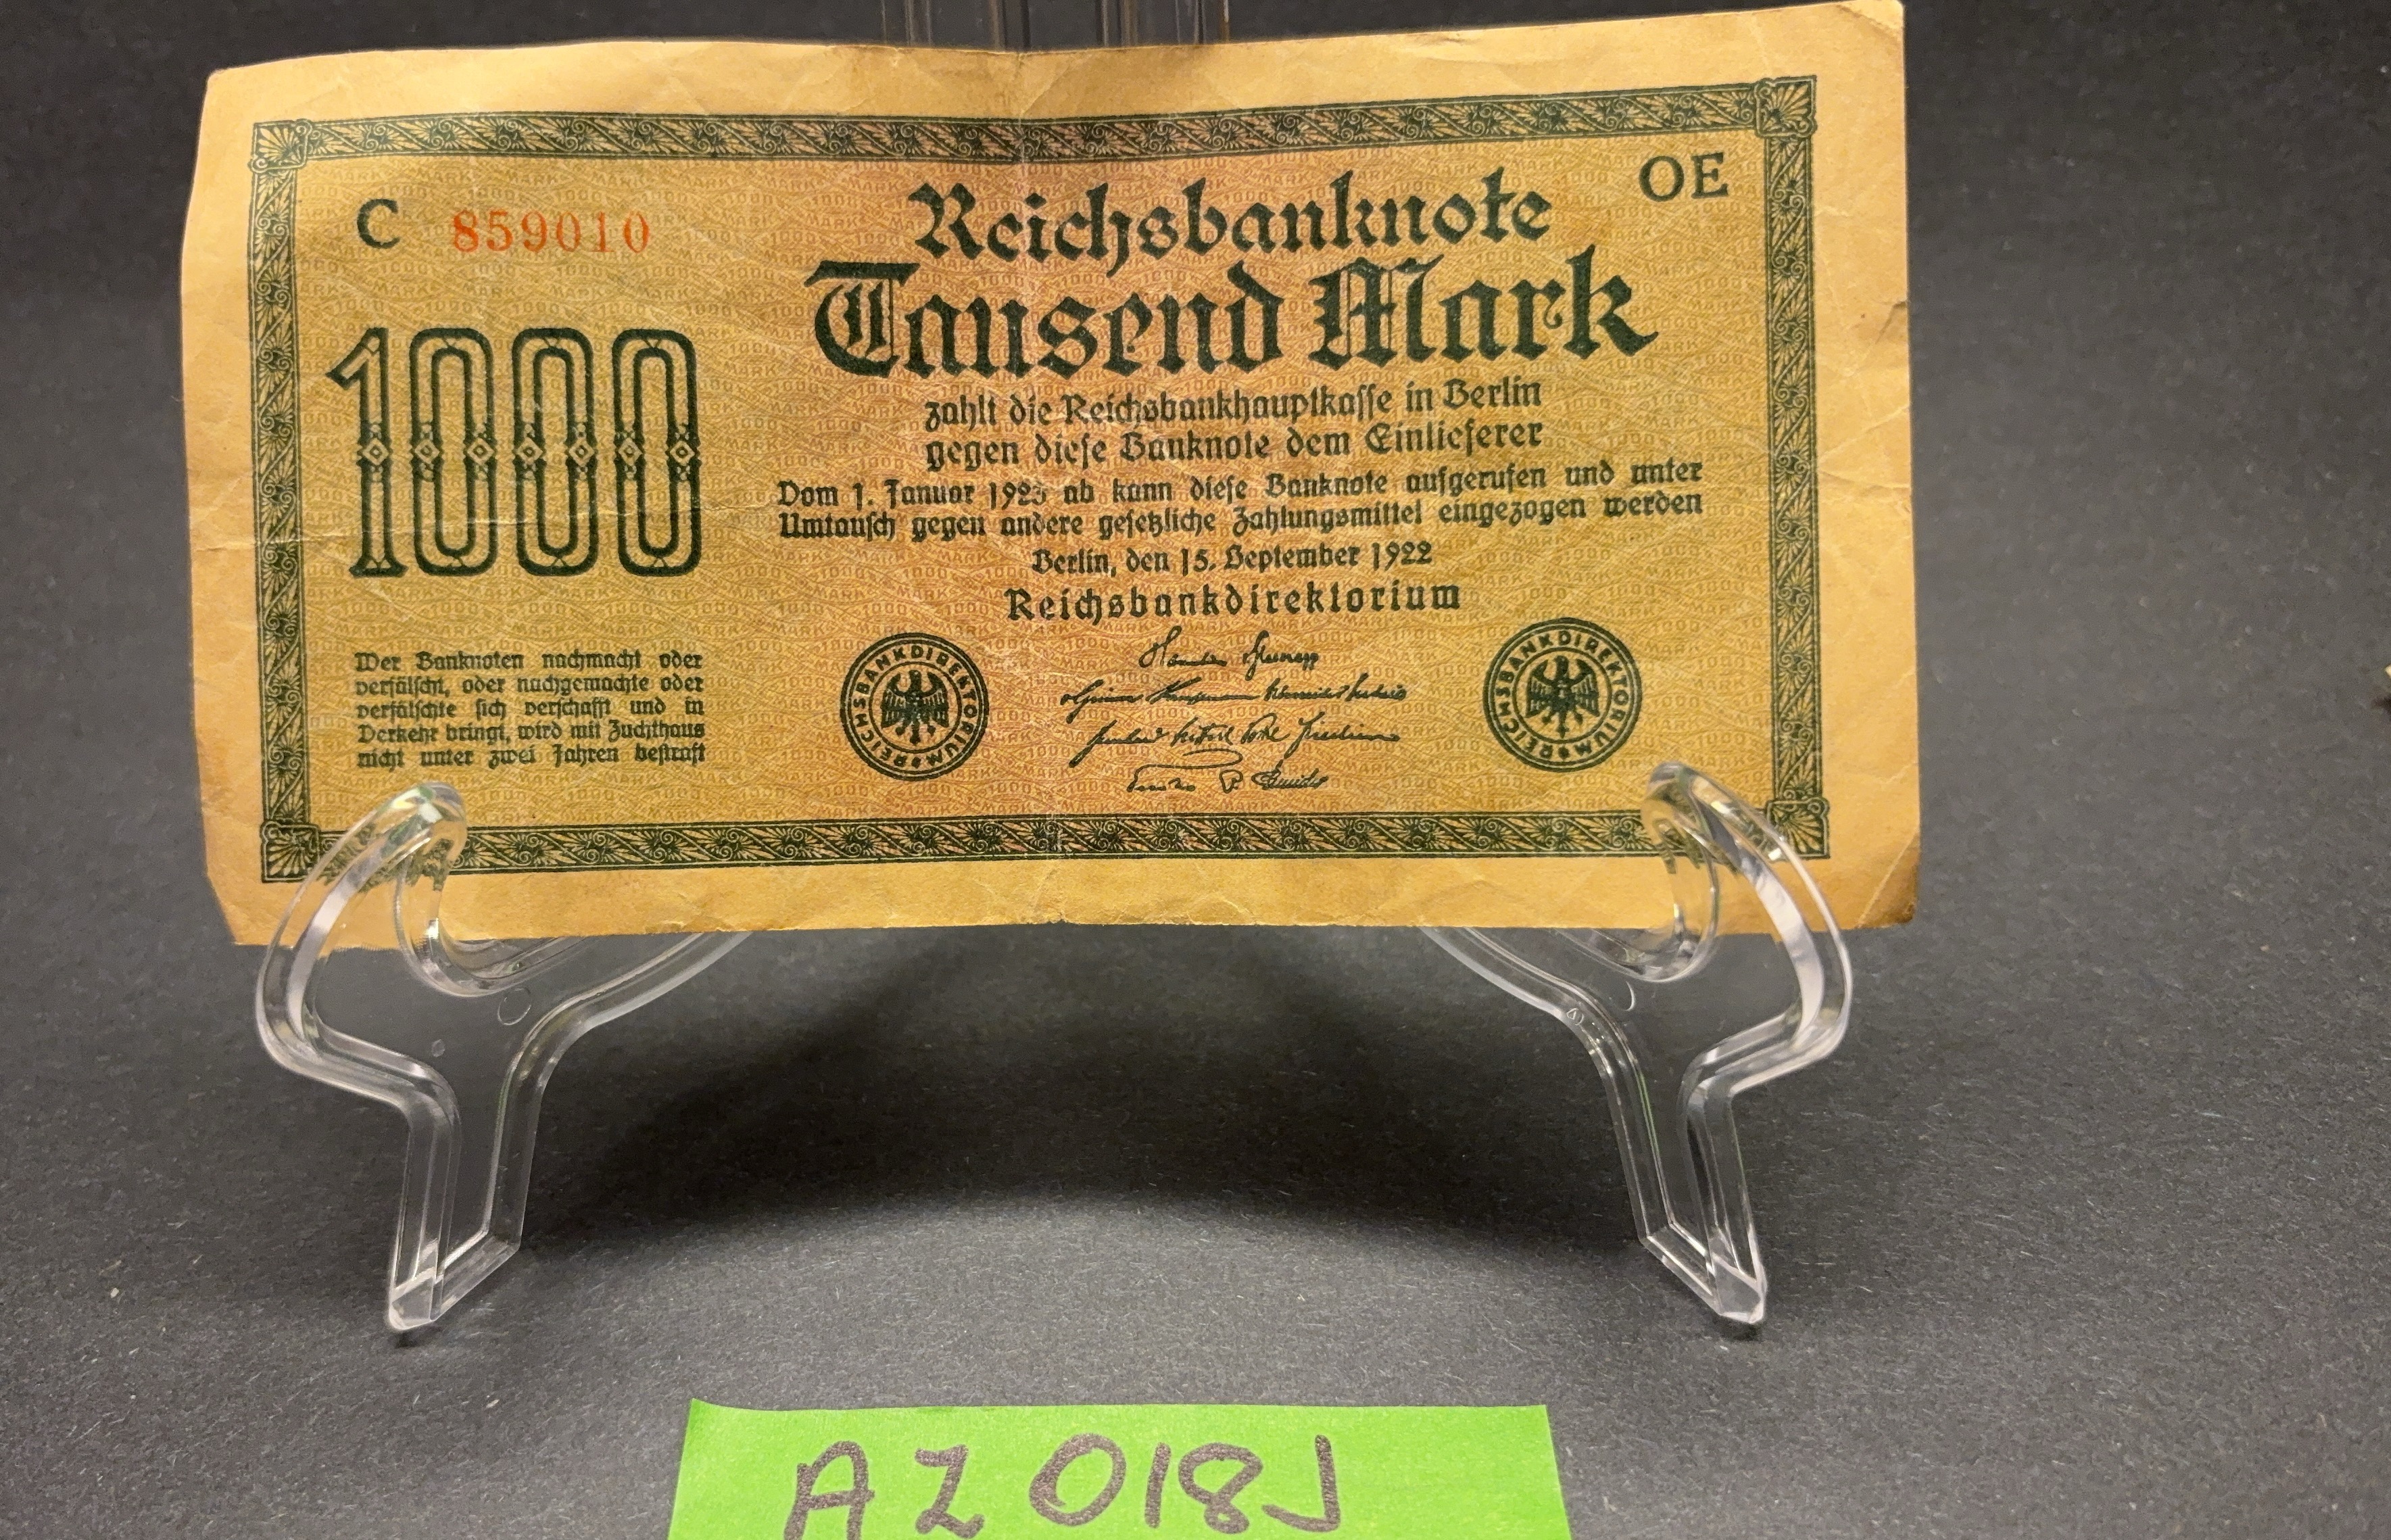 C 859010
OE
Reichsbanknote
Tausend Mark
1000
zahlt die Reichsbankhauptkasse in Berlin
gegen diese Banknote dem Einlieferer
Vom 1. Januar 1923 ab kann diese Banknote aufgerufen und unter
Umtausch gegen andere gesetzliche Zahlungsmittel eingezogen werden
Berlin, den 15. September 1922
Reichsbankdirektorium
Wer Banknoten nachmacht oder
verfälscht, oder nachgemachte oder
verfälschte sich verschafft und in
Verkehr bringt, wird mit Zuchthaus
nicht unter zwei Jahren bestraft
REICHSBANKDIREKTORIUM
REICHSBANKDIREKTORIUM
AZ018J